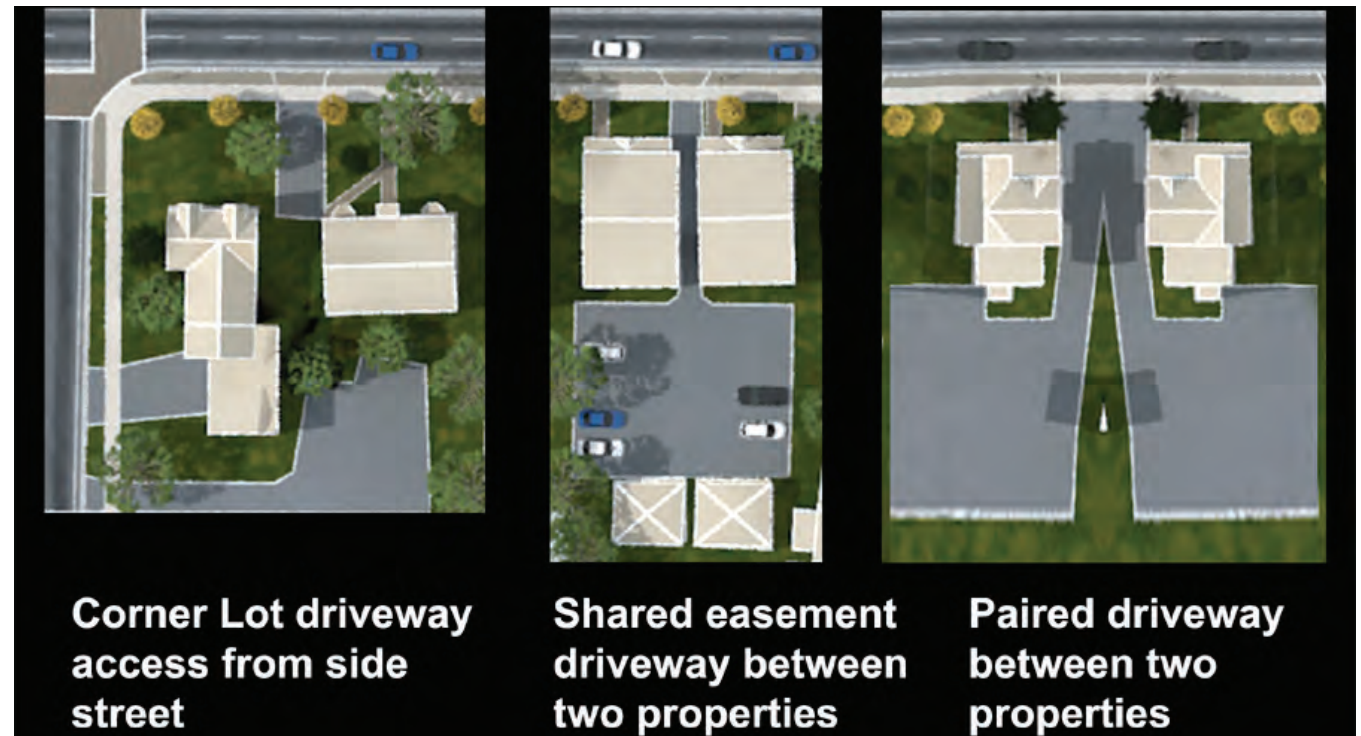 Corner Lot driveway
access from side
street
Shared easement
driveway between
two properties
Paired driveway
between two
properties